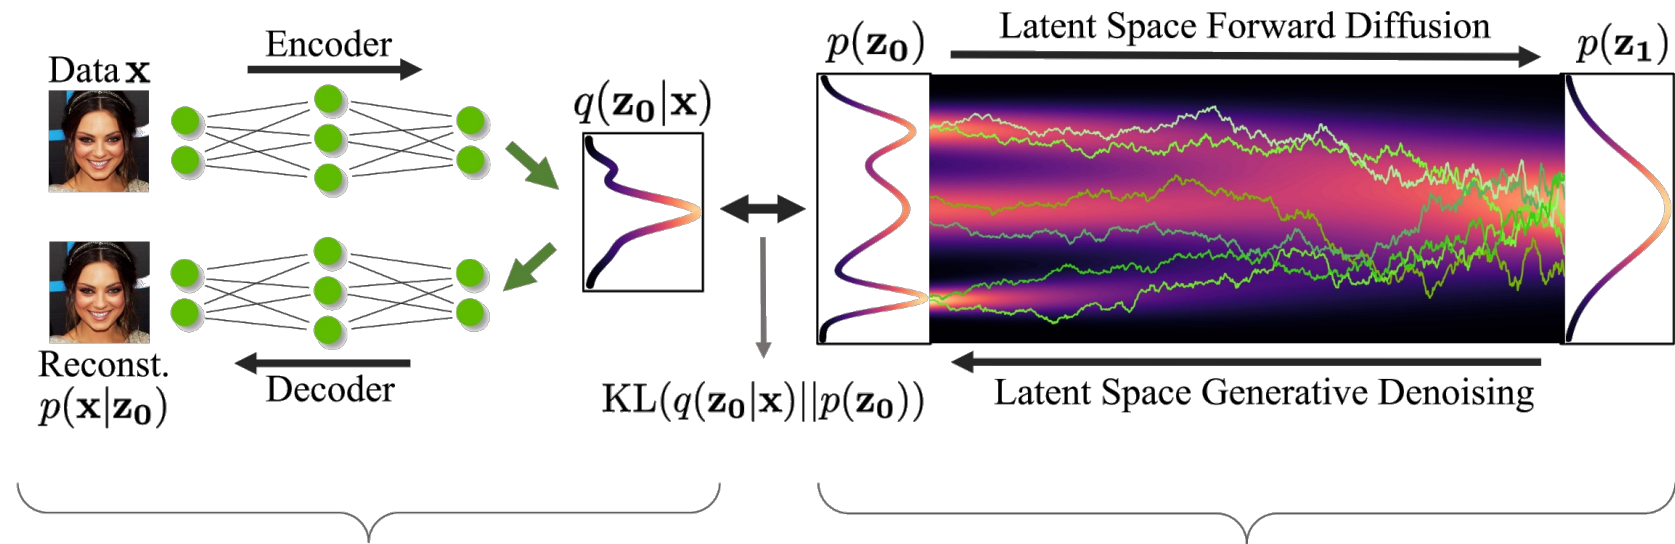 Encoder
Data x
q(z₀|x)
Reconst.
p(x|z₀)
Decoder
KL(q(z₀|x)||p(z₀))
p(z₀)
Latent Space Forward Diffusion
p(z₁)
Latent Space Generative Denoising